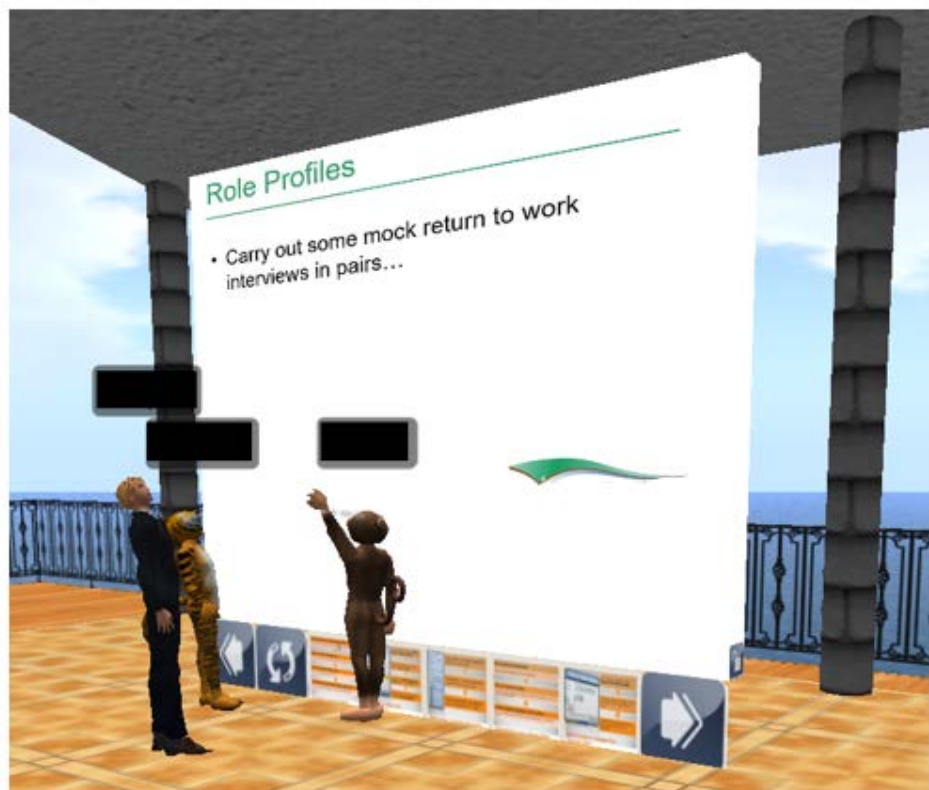 Role Profiles
• Carry out some mock return to work
interviews in pairs...